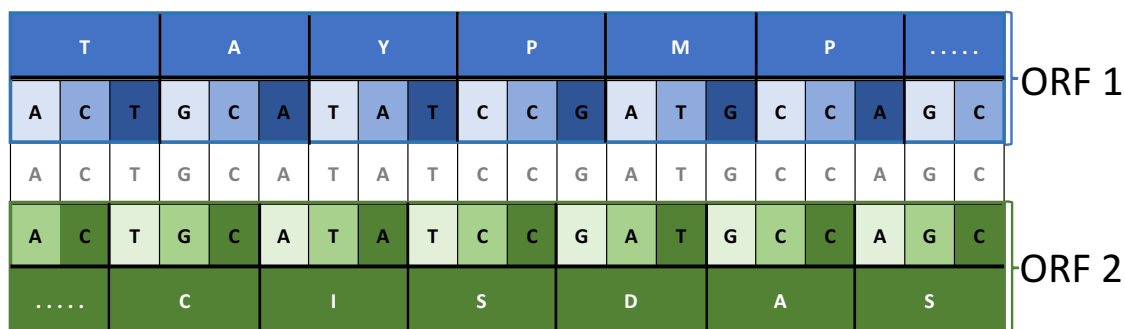 T A Y P M P .....
A C T G C A T A T C C G A T G C C A G C
ORF 1
A C T G C A T A T C C G A T G C C A G C
A C T G C A T A T C C G A T G C C A G C
ORF 2
..... C I S D A S